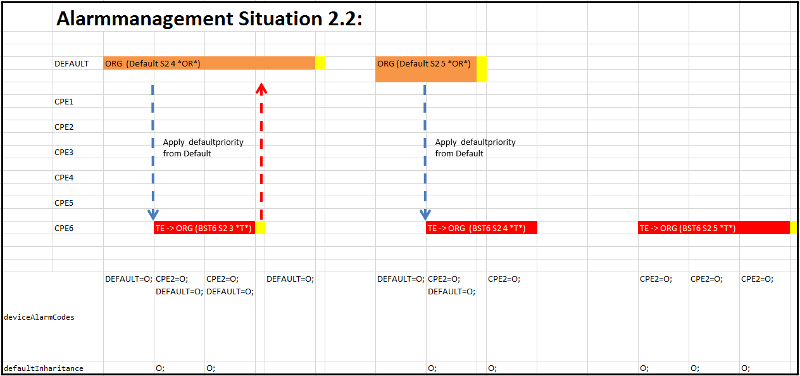 Alarmmanagement Situation 2.2:
DEFAULT
ORG (Default S2 4 *OR*)
ORG (Default S2 5 *OR*)
CPE1
CPE2
Apply defaultpriority
from Default
Apply defaultpriority
from Default
CPE3
CPE4
CPE5
CPE6
TE -> ORG (BST6 S2 3 *T*)
TE -> ORG (BST6 S2 4 *T*)
TE -> ORG (BST6 S2 5 *T*)
DEFAULT=O; CPE2=O; CPE2=O; DEFAULT=O; DEFAULT=O; CPE2=O; CPE2=O; CPE2=O; CPE2=O; CPE2=O;
DEFAULT=O; DEFAULT=O; DEFAULT=O;
deviceAlarmCodes
defaultInharitance O; O; O; O; O; O; O;